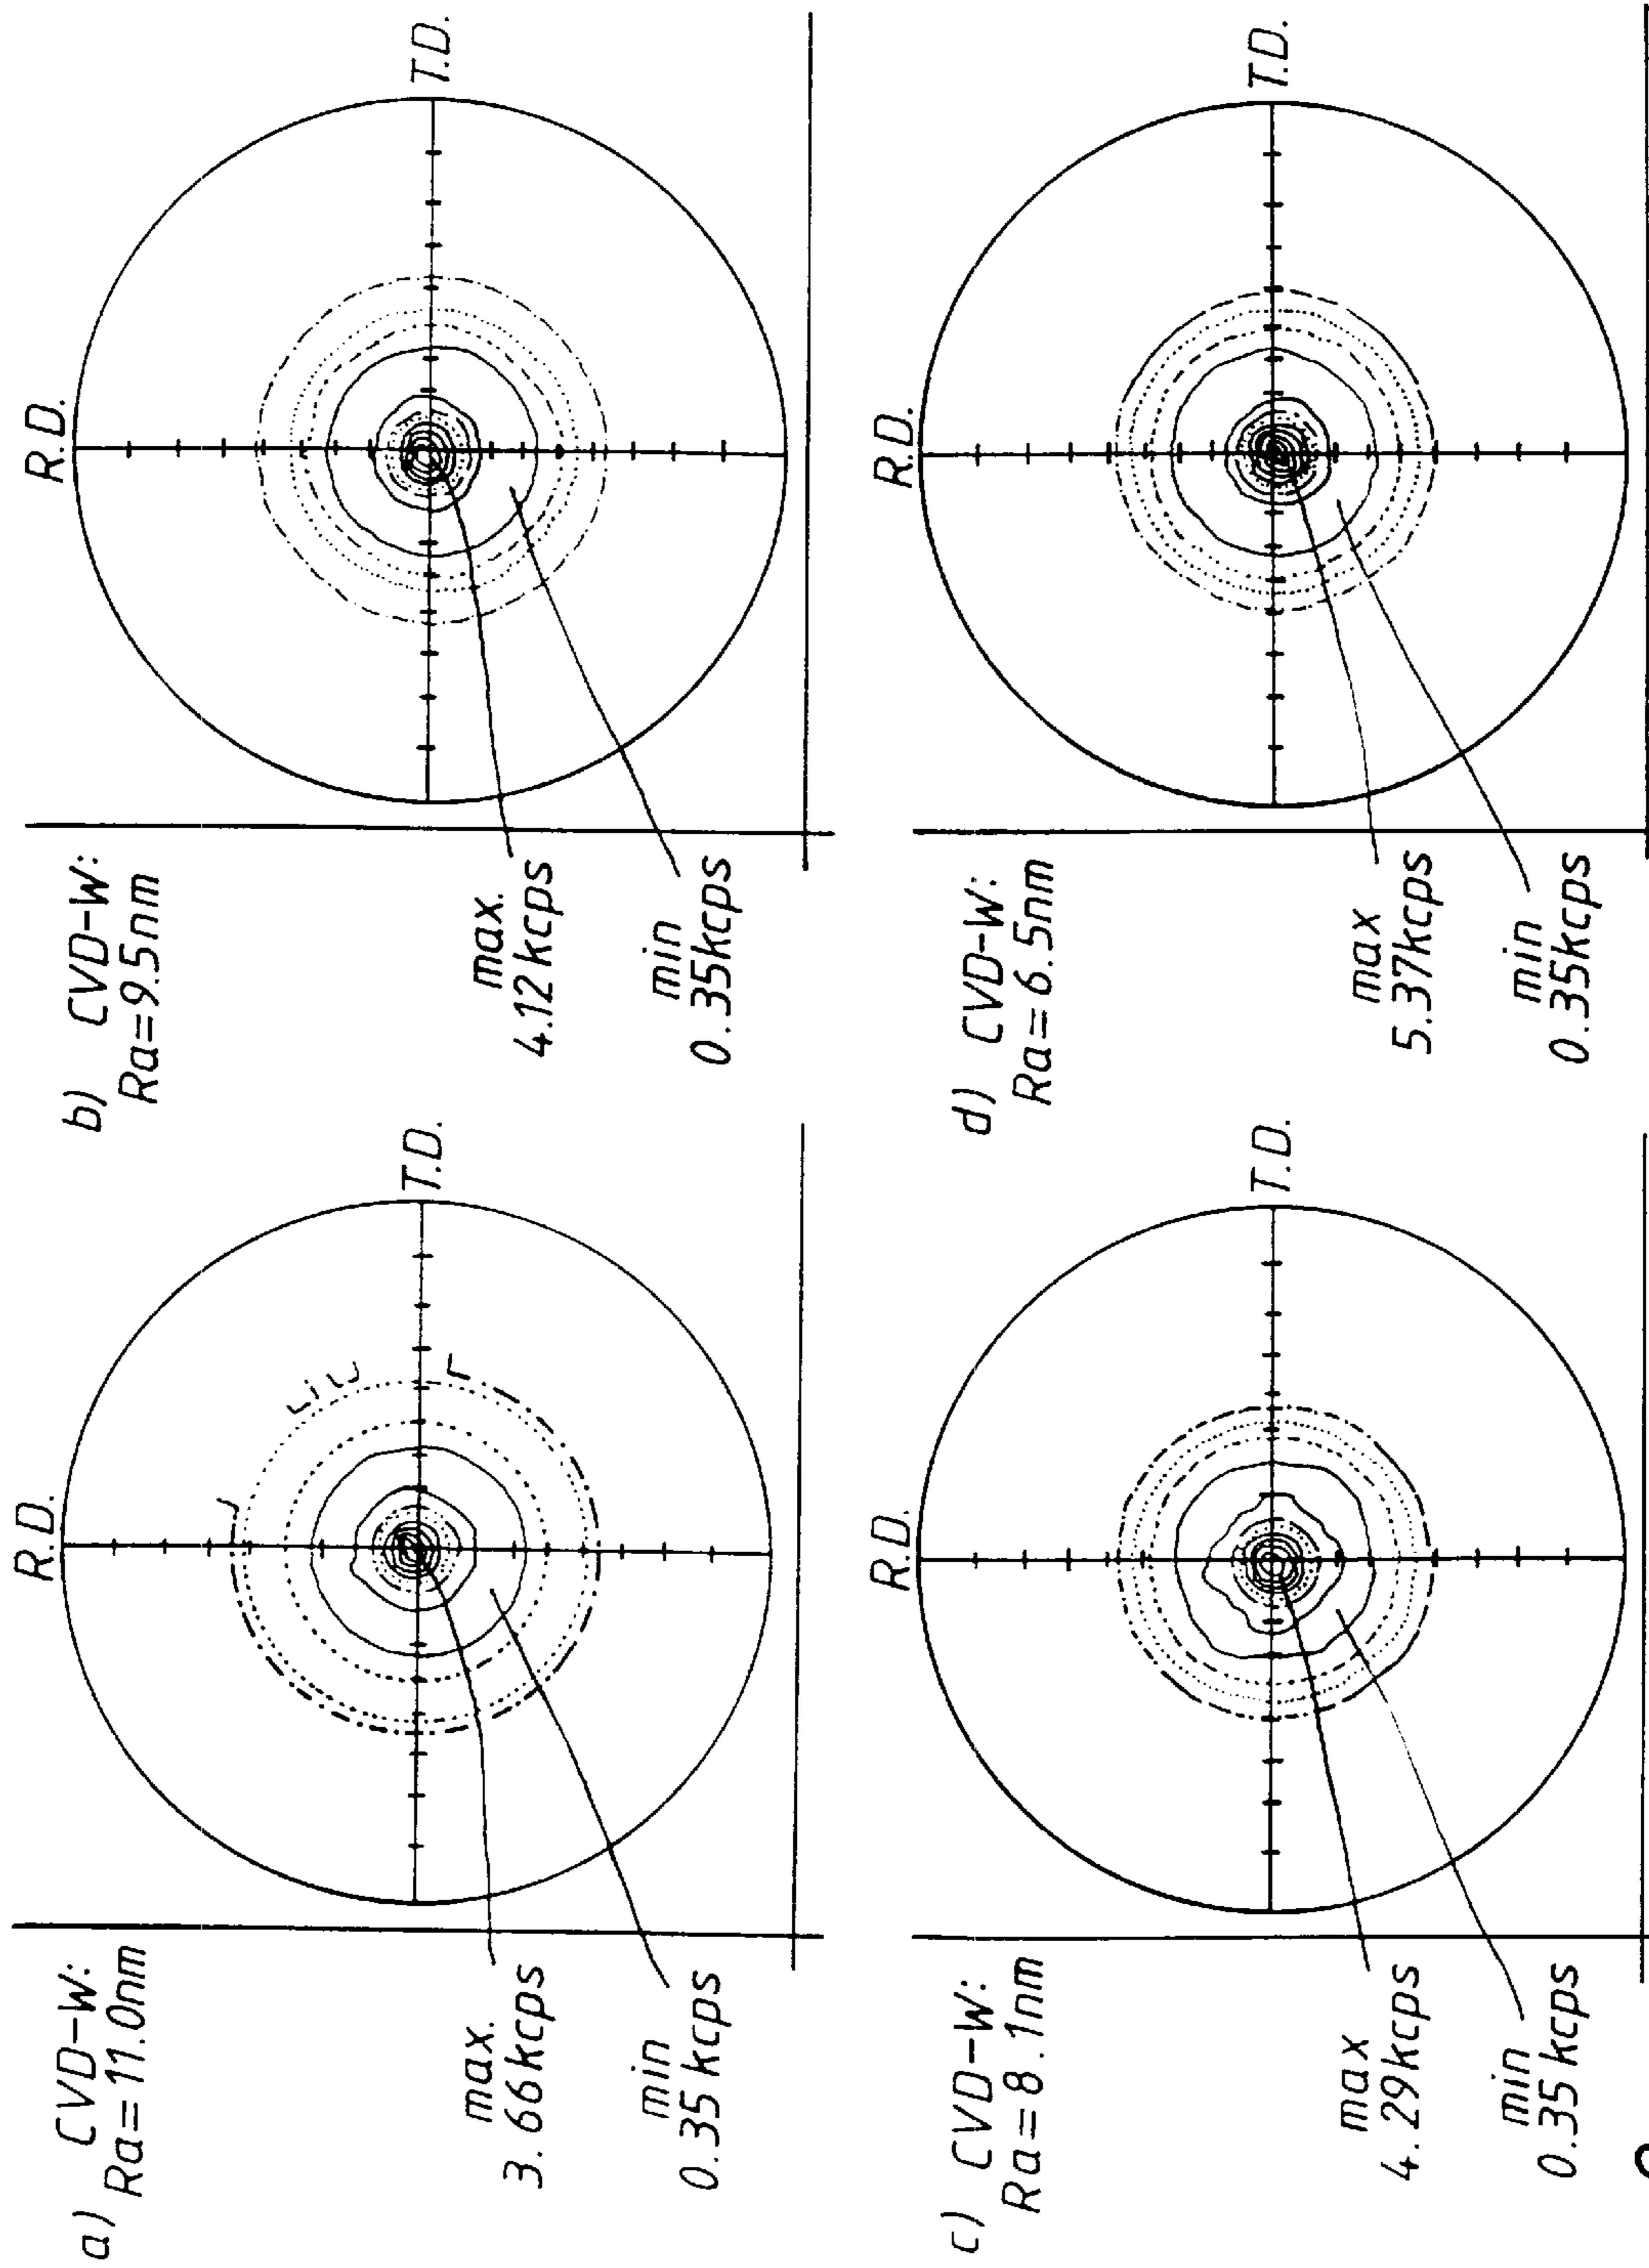 a) CVD-W:
Ra=11.0nm
R.D.
T.D.
max.
3.66kcps
min
0.35kcps
b) CVD-W:
Ra=9.5nm
R.D.
T.D.
max.
4.12kcps
min
0.35kcps
c) CVD-W:
Ra=8.1nm
R.D.
T.D.
max
4.29kcps
min
0.35kcps
d) CVD-W:
Ra=6.5nm
R.D.
T.D.
max
5.37kcps
min
0.35kcps